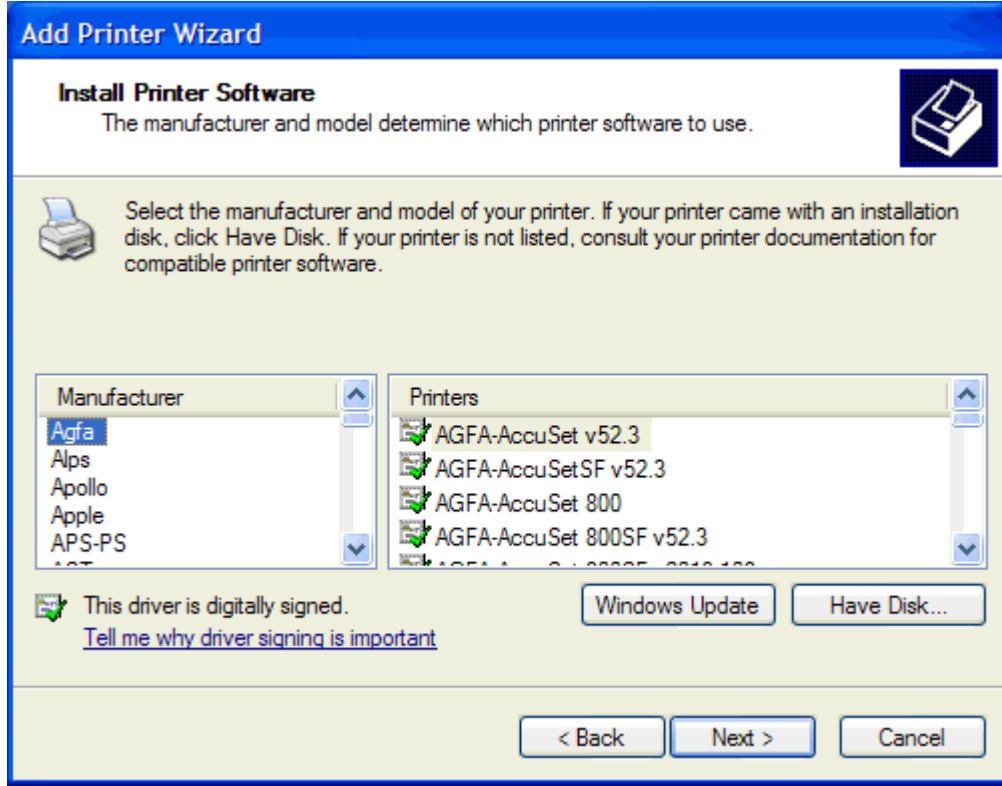 Add Printer Wizard
Install Printer Software
The manufacturer and model determine which printer software to use.
Select the manufacturer and model of your printer. If your printer came with an installation
disk, click Have Disk. If your printer is not listed, consult your printer documentation for
compatible printer software.
Manufacturer
Agfa
Alps
Apollo
Apple
APS-PS
Printers
AGFA-AccuSet v52.3
AGFA-AccuSetSF v52.3
AGFA-AccuSet 800
AGFA-AccuSet 800SF v52.3
This driver is digitally signed.
Tell me why driver signing is important
Windows Update
Have Disk...
< Back
Next >
Cancel